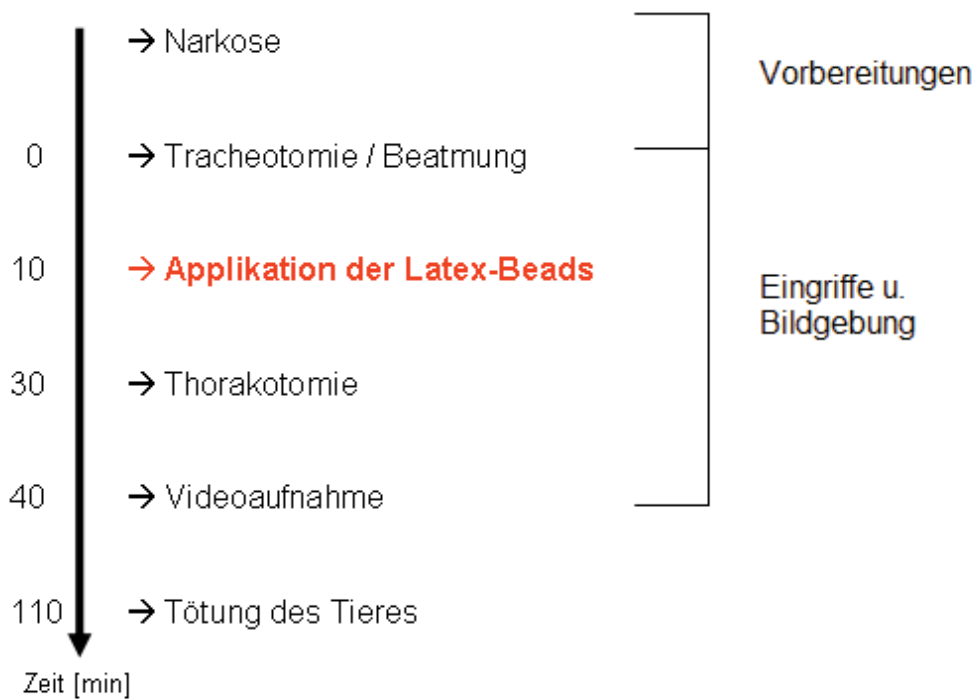 → Narkose
Vorbereitungen
0 → Tracheotomie / Beatmung
10 → Applikation der Latex-Beads
Eingriffe u.
Bildgebung
30 → Thorakotomie
40 → Videoaufnahme
110 → Tötung des Tieres
Zeit [min]